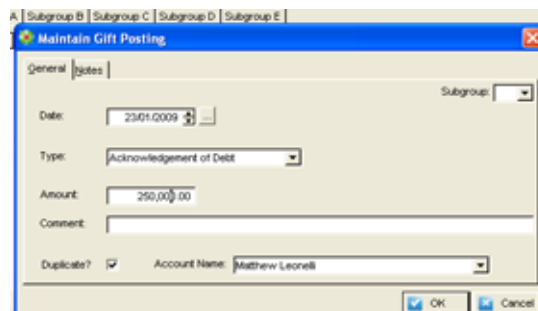 A Subgroup B Subgroup C Subgroup D Subgroup E
Maintain Gift Posting
General Notes
Subgroup:
Date: 23/01/2009 ...
Type: Acknowledgement of Debt
Amount: 250,000.00
Comment:
Duplicate? Account Name: Matthew Leonelli
OK Cancel